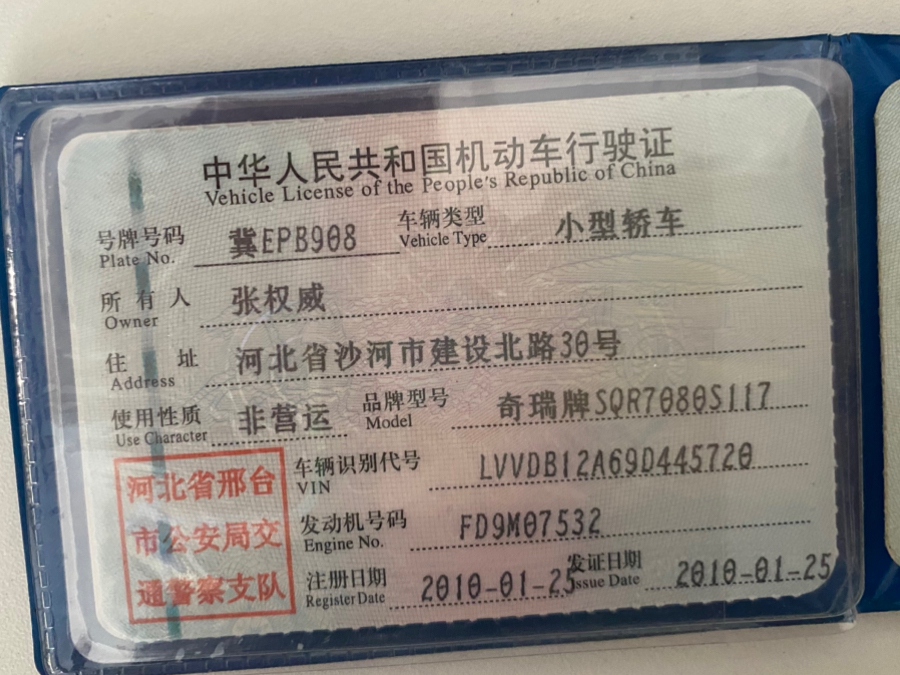 中华人民共和国机动车行驶证
Vehicle License of the People's Republic of China
号牌号码 冀EPB908 车辆类型 小型轿车
Plate No. Vehicle Type
所有人 张权威
Owner
住址 河北省沙河市建设北路30号
Address
使用性质 非营运 品牌型号 奇瑞牌SQR7080S117
Use Character Model
车辆识别代号 LVVDB12A69D445720
VIN
发动机号码 FD9M07532
Engine No.
注册日期 2010-01-25 发证日期 2010-01-25
Register Date Issue Date
河北省邢台
市公安局交
通警察支队